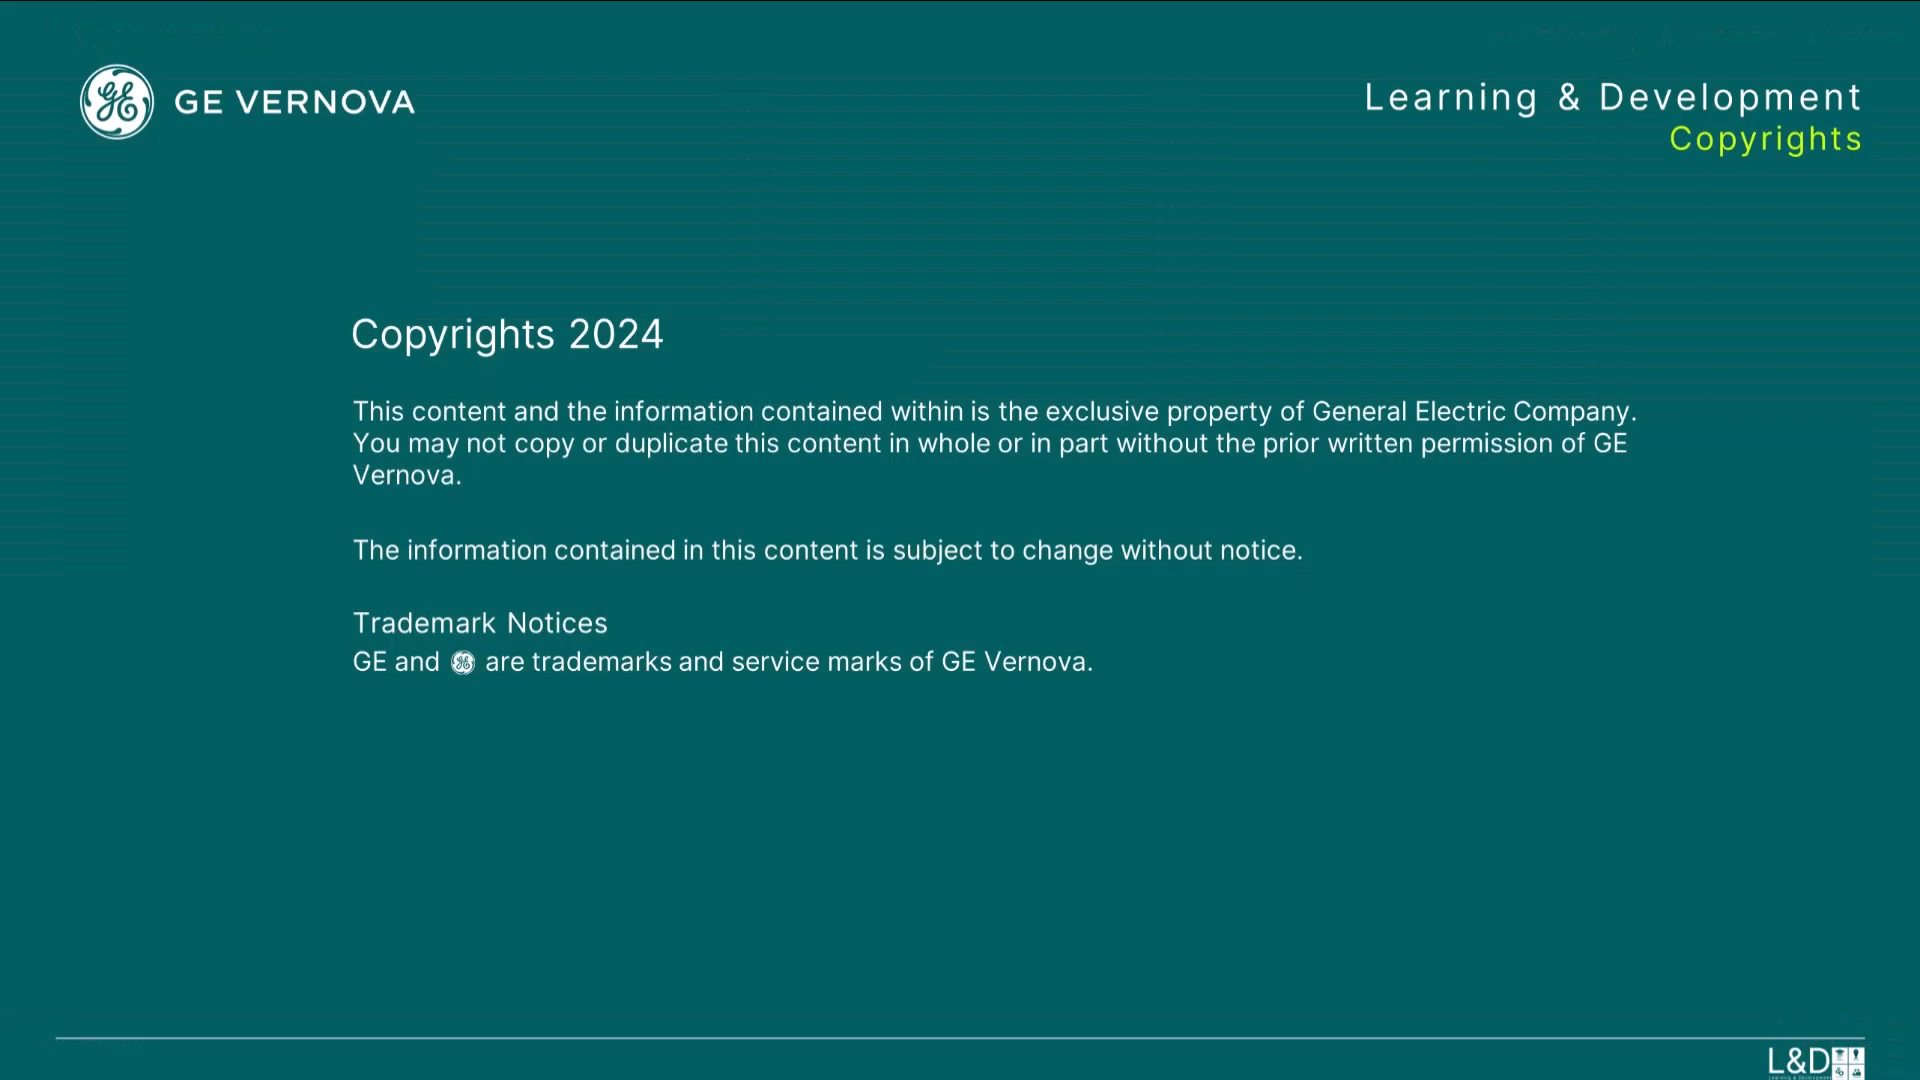 GE VERNOVA
Learning & Development
Copyrights
Copyrights 2024
This content and the information contained within is the exclusive property of General Electric Company.
You may not copy or duplicate this content in whole or in part without the prior written permission of GE
Vernova.
The information contained in this content is subject to change without notice.
Trademark Notices
GE and GE are trademarks and service marks of GE Vernova.
L&D